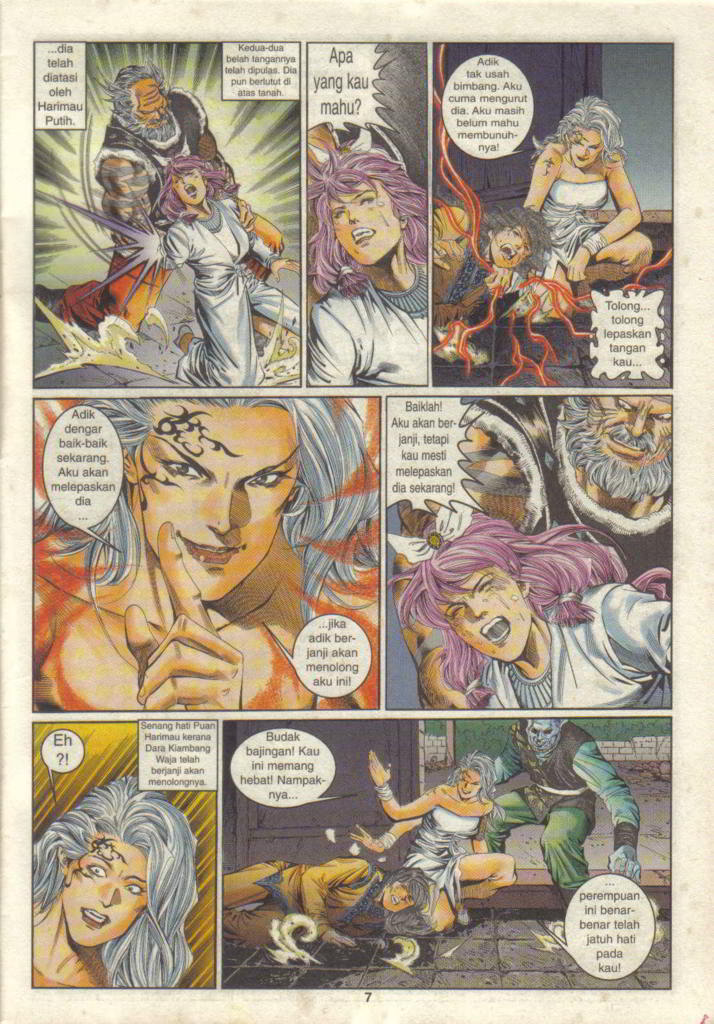 ...dia
telah
diatasi
oleh
Harimau
Putih.
Kedua-dua
belah tangannya
telah dipulas. Dia
pun berlutut di
atas tanah.
Apa
yang kau
mahu?
Adik
tak usah
bimbang. Aku
cuma mengurut
dia. Aku masih
belum mahu
membunuh-
nya!
Tolong...
tolong
lepaskan
tangan
kau...
Adik
dengar
baik-baik
sekarang.
Aku akan
melepaskan
dia
...
...jika
adik ber-
janji akan
menolong
aku ini!
Baiklah!
Aku akan ber-
janji, tetapi
kau mesti
melepaskan
dia sekarang!
Eh
?!
Senang hati Puan
Harimau kerana
Dara Kiambang
Waja telah
berjanji akan
menolongnya.
Budak
bajingan! Kau
ini memang
hebat! Nampak-
nya...
...
perempuan
ini benar-
benar telah
jatuh hati
pada
kau!
7